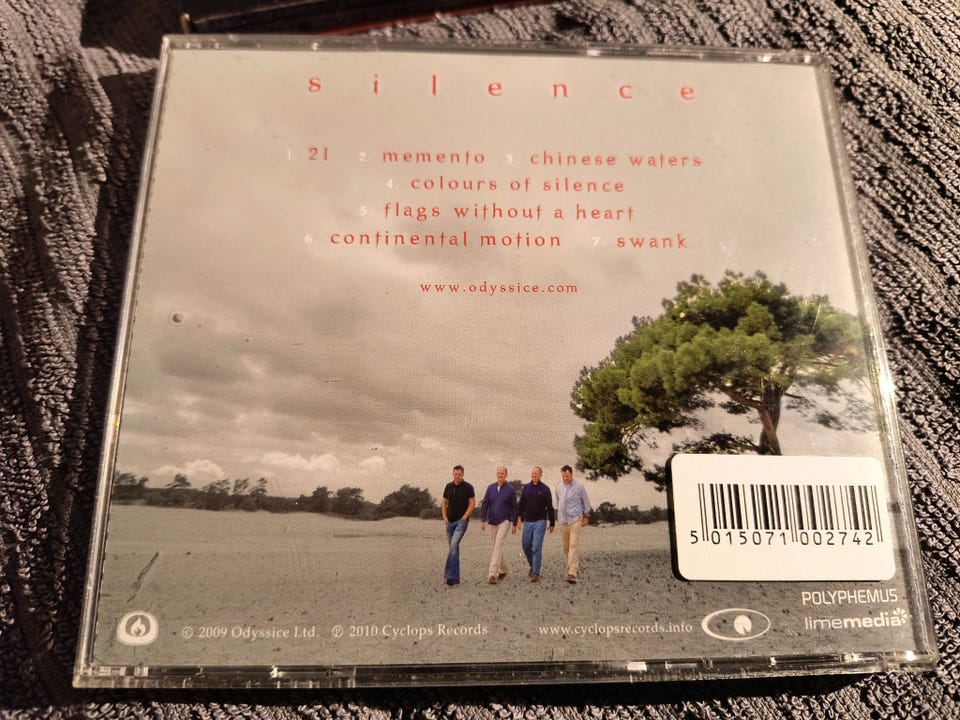 silence
1. 21 2. memento 3. chinese waters
4. colours of silence
5. flags without a heart
6. continental motion 7. swank
www.odyssice.com
5 015071 002742
POLYPHEMUS
limemedia
© 2009 Odyssice Ltd. ℗ 2010 Cyclops Records www.cyclopsrecords.info